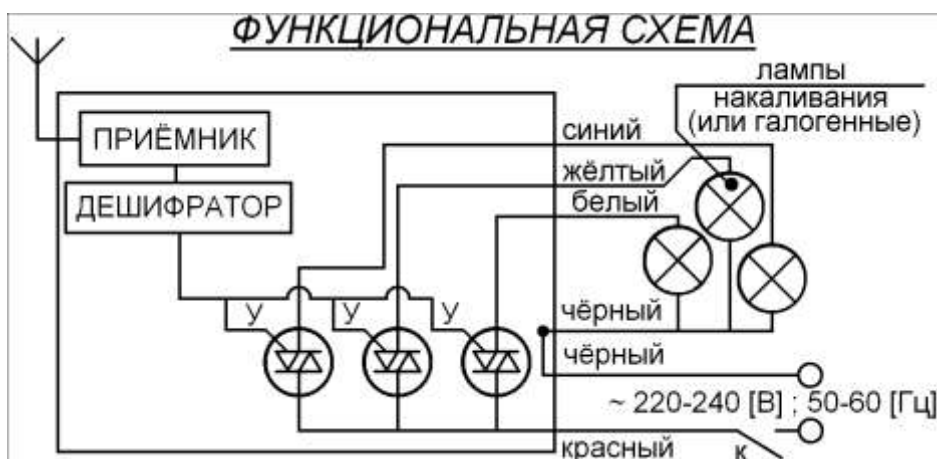 ФУНКЦИОНАЛЬНАЯ СХЕМА
лампы
накаливания
(или галогенные)
ПРИЁМНИК
синий
жёлтый
ДЕШИФРАТОР
белый
У
У
У
чёрный
чёрный
~ 220-240 [В] ; 50-60 [Гц]
красный
К